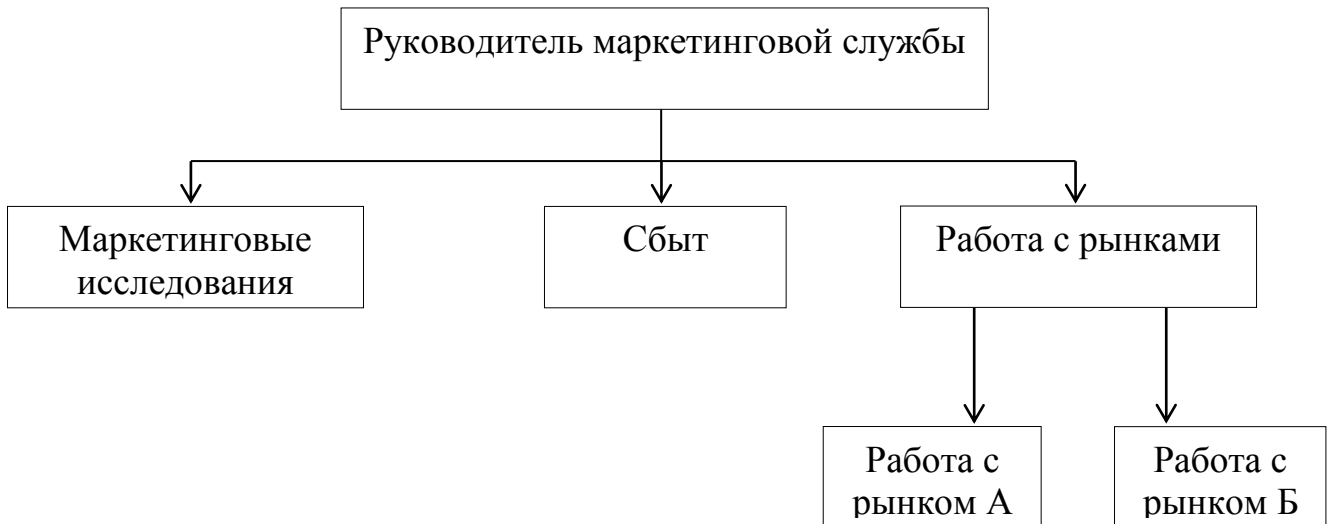 Руководитель маркетинговой службы
Маркетинговые
исследования
Сбыт
Работа с рынками
Работа с
рынком А
Работа с
рынком Б